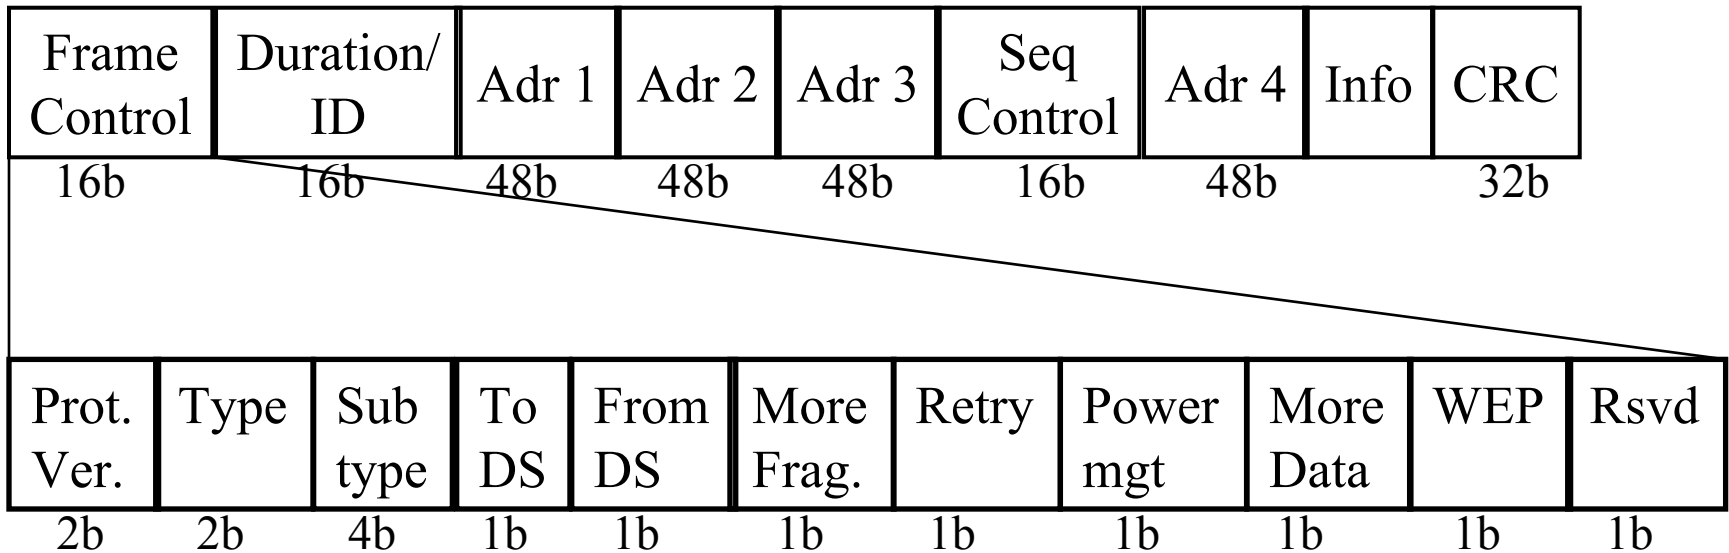 Frame Control
Duration/ ID
Adr 1
Adr 2
Adr 3
Seq Control
Adr 4
Info
CRC
16b
16b
48b
48b
48b
16b
48b
32b
Prot. Ver.
Type
Sub type
To DS
From DS
More Frag.
Retry
Power mgt
More Data
WEP
Rsvd
2b
2b
4b
1b
1b
1b
1b
1b
1b
1b
1b